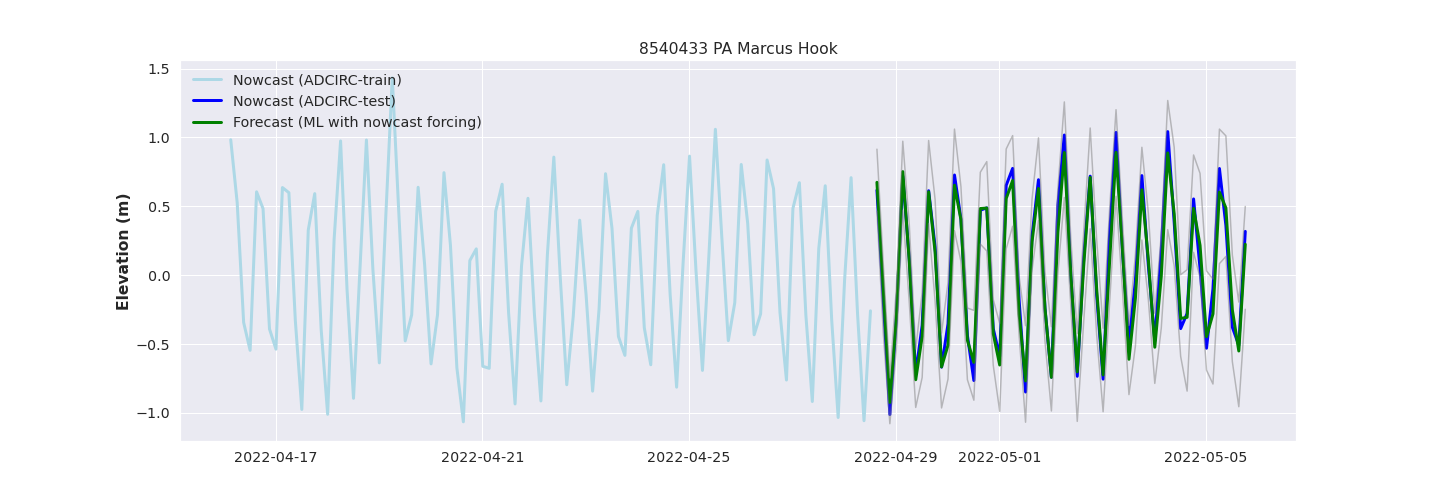 8540433 PA Marcus Hook
Nowcast (ADCIRC-train)
Nowcast (ADCIRC-test)
Forecast (ML with nowcast forcing)
Elevation (m)
1.5
1.0
0.5
0.0
−0.5
−1.0
2022-04-17 2022-04-21 2022-04-25 2022-04-29 2022-05-01 2022-05-05